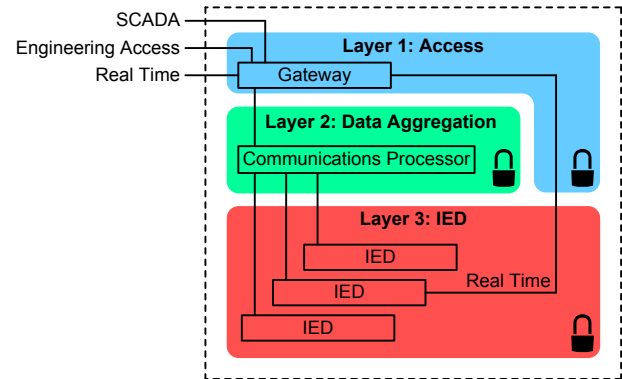 SCADA
Engineering Access
Real Time
Layer 1: Access
Gateway
Layer 2: Data Aggregation
Communications Processor
Layer 3: IED
IED
IED
Real Time
IED